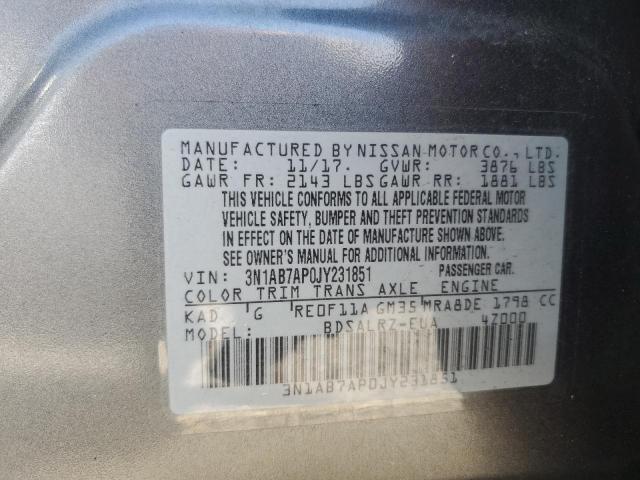 MANUFACTURED BY NISSAN MOTOR CO., LTD.
DATE: 11/17. GVWR: 3876 LBS
GAWR FR: 2143 LBS GAWR RR: 1881 LBS
THIS VEHICLE CONFORMS TO ALL APPLICABLE FEDERAL MOTOR
VEHICLE SAFETY, BUMPER AND THEFT PREVENTION STANDARDS
IN EFFECT ON THE DATE OF MANUFACTURE SHOWN ABOVE.
SEE OWNER'S MANUAL FOR ADDITIONAL INFORMATION.
VIN: 3N1AB7AP0JY231851 PASSENGER CAR.
COLOR TRIM TRANS AXLE ENGINE
KAD G RE0F11A GM35 MRA8DE 1798 CC
MODEL: BDSALRZ-EUA 4Z000
3N1AB7AP0JY231851